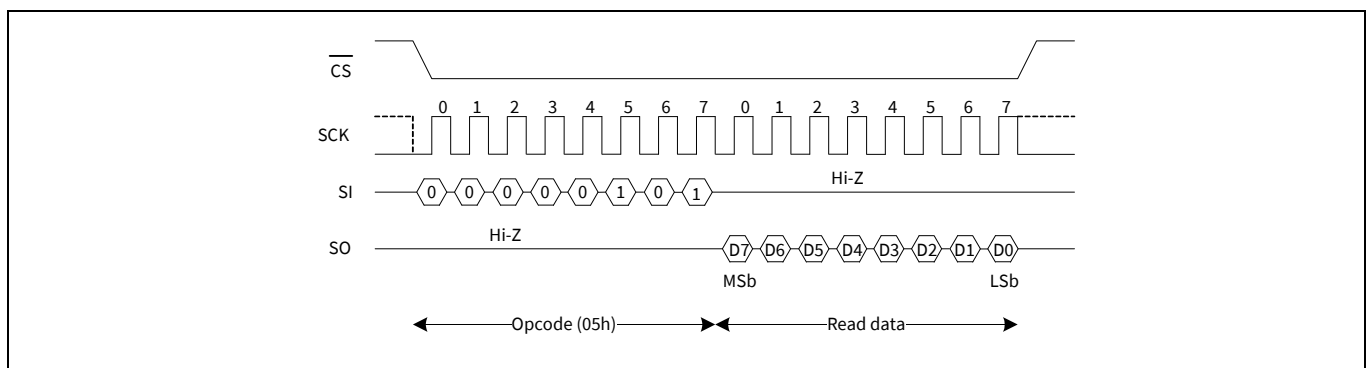 CS
0 1 2 3 4 5 6 7 0 1 2 3 4 5 6 7
SCK
Hi-Z
SI 0 0 0 0 0 1 0 1
Hi-Z
SO D7 D6 D5 D4 D3 D2 D1 D0
MSb LSb
Opcode (05h) Read data